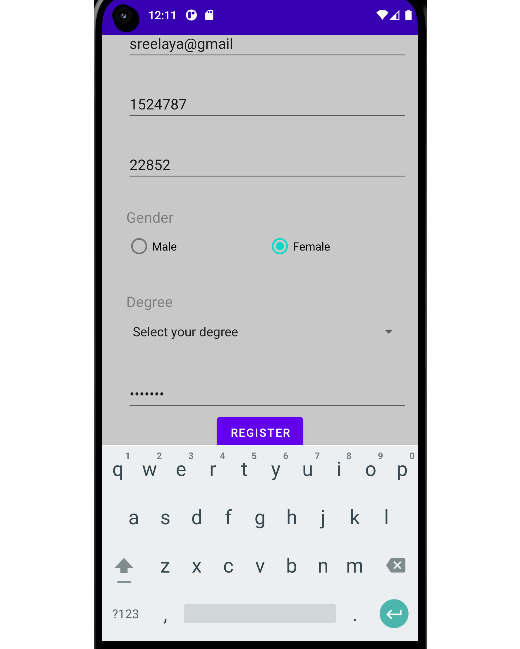 12:11
sreelaya@gmail
1524787
22852
Gender
Male Female
Degree
Select your degree
•••••••
REGISTER
1 2 3 4 5 6 7 8 9 0
q w e r t y u i o p
a s d f g h j k l
z x c v b n m
?123 , .